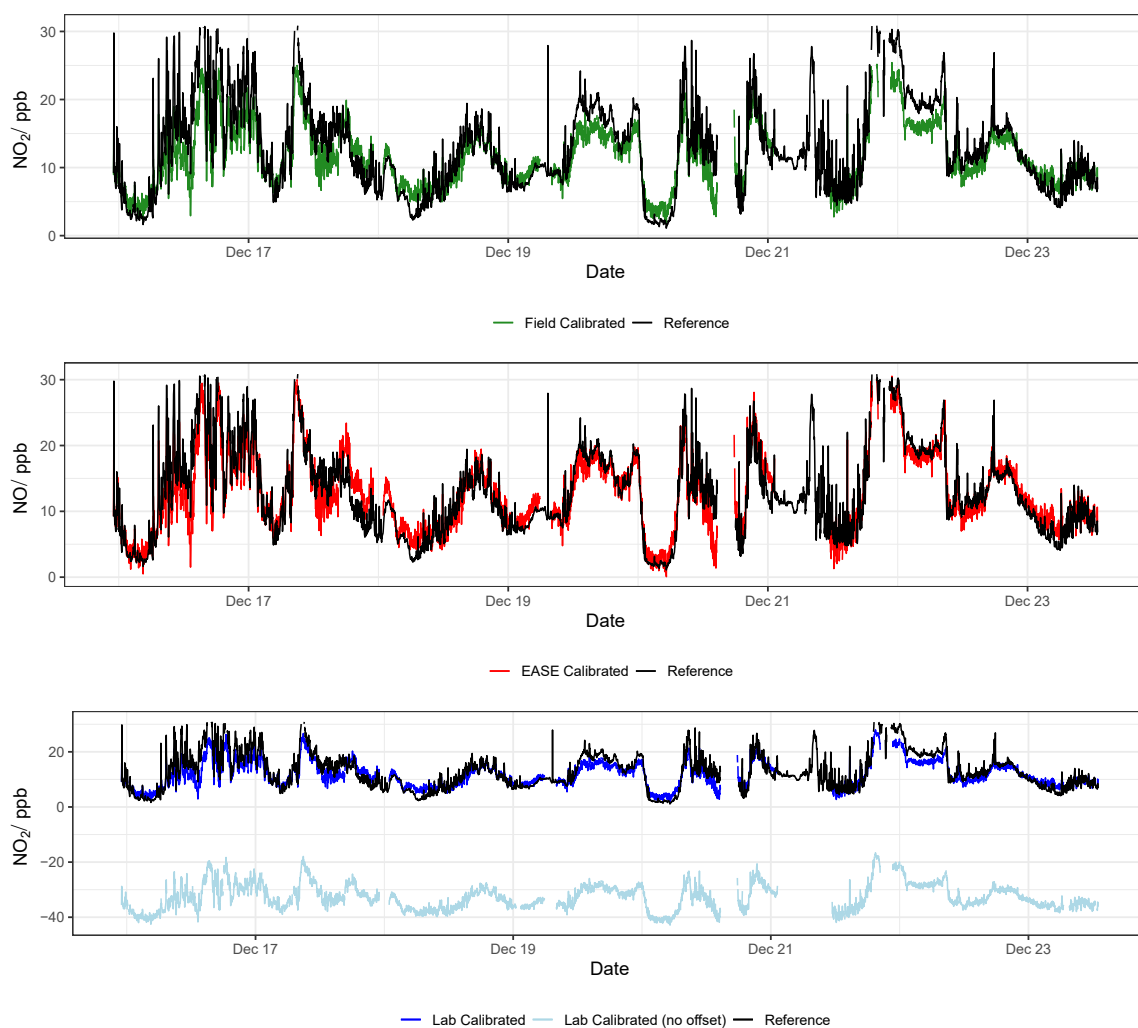 30
20
10
0
NO₂/ ppb
Dec 17
Dec 19
Dec 21
Dec 23
Date
Field Calibrated
Reference
30
20
10
0
NO/ ppb
Dec 17
Dec 19
Dec 21
Dec 23
Date
EASE Calibrated
Reference
20
0
−20
−40
NO₂/ ppb
Dec 17
Dec 19
Dec 21
Dec 23
Date
Lab Calibrated
Lab Calibrated (no offset)
Reference